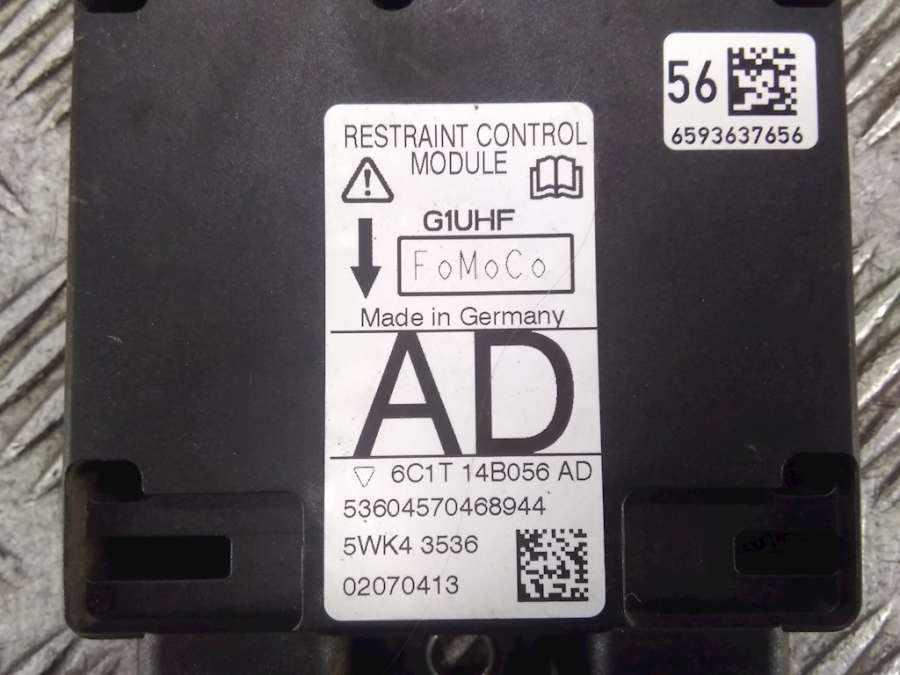 56
6593637656
RESTRAINT CONTROL
MODULE
G1UHF
FoMoCo
Made in Germany
AD
6C1T 14B056 AD
53604570468944
5WK4 3536
02070413